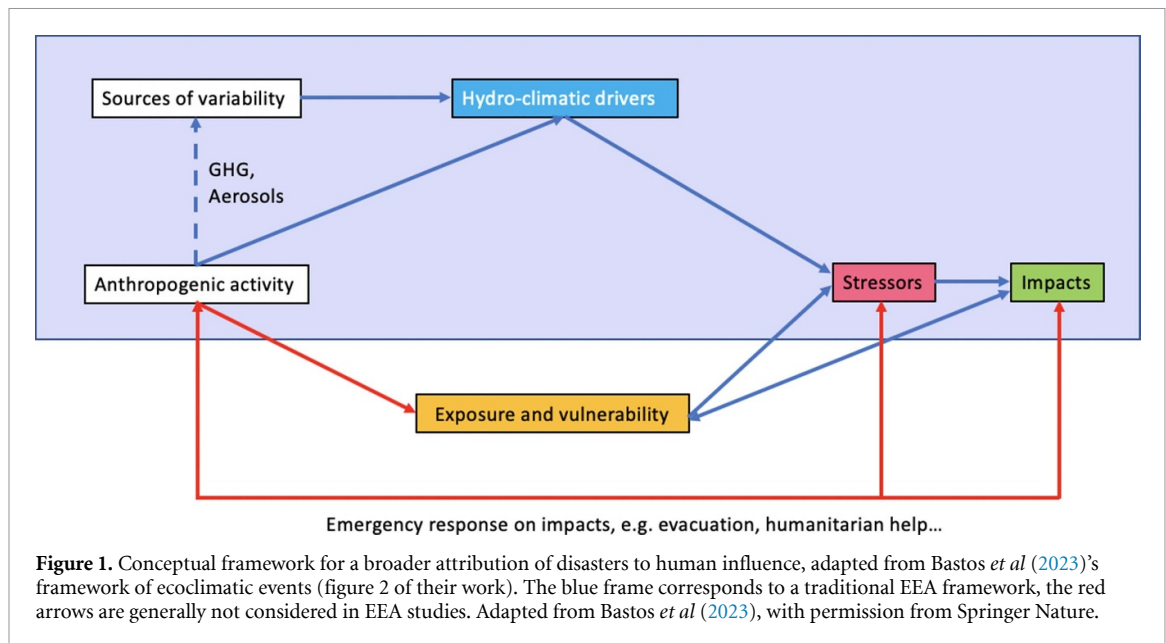 Sources of variability
Hydro-climatic drivers
GHG,
Aerosols
Anthropogenic activity
Stressors
Impacts
Exposure and vulnerability
Emergency response on impacts, e.g. evacuation, humanitarian help...
Figure 1. Conceptual framework for a broader attribution of disasters to human influence, adapted from Bastos et al (2023)’s
framework of ecoclimatic events (figure 2 of their work). The blue frame corresponds to a traditional EEA framework, the red
arrows are generally not considered in EEA studies. Adapted from Bastos et al (2023), with permission from Springer Nature.